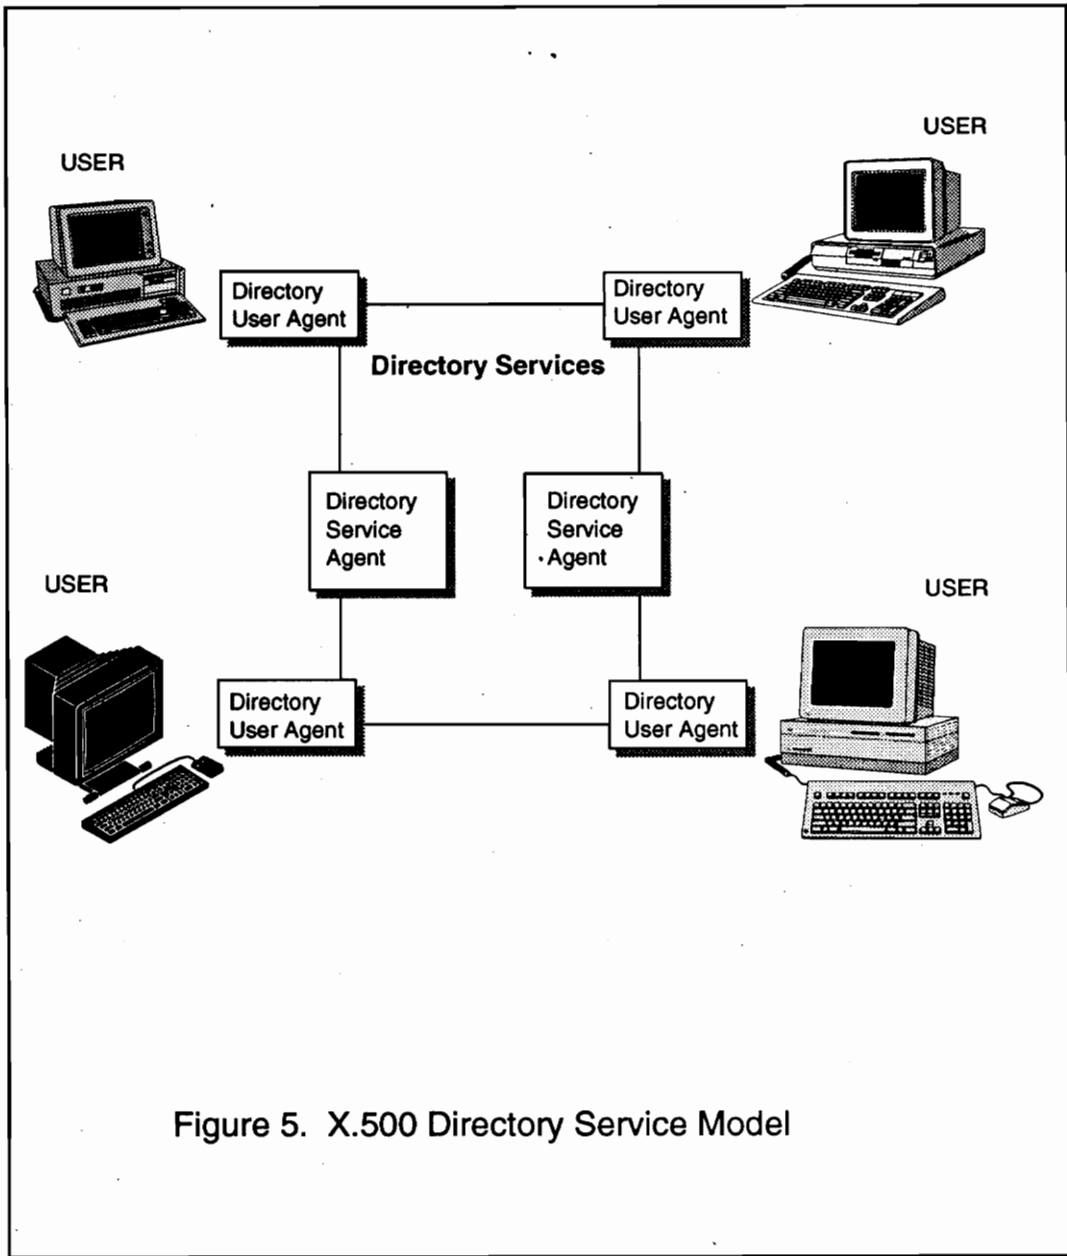 USER
USER
Directory
User Agent
Directory
User Agent
Directory Services
Directory
Service
Agent
Directory
Service
Agent
USER
USER
Directory
User Agent
Directory
User Agent
Figure 5. X.500 Directory Service Model